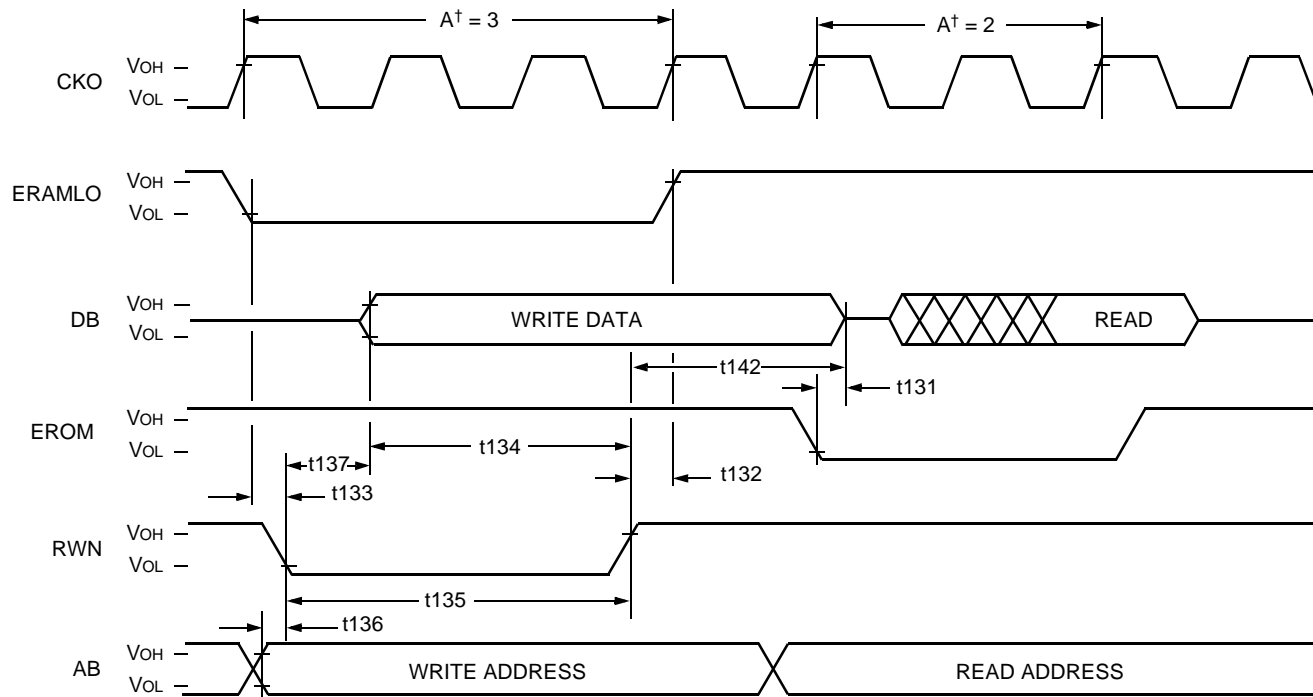 A† = 3
A† = 2
CKO
VOH
VOL
ERAMLO
VOH
VOL
DB
VOH
VOL
WRITE DATA
READ
t142
t131
EROM
VOH
VOL
t134
t137
t132
t133
RWN
VOH
VOL
t135
t136
AB
VOH
VOL
WRITE ADDRESS
READ ADDRESS